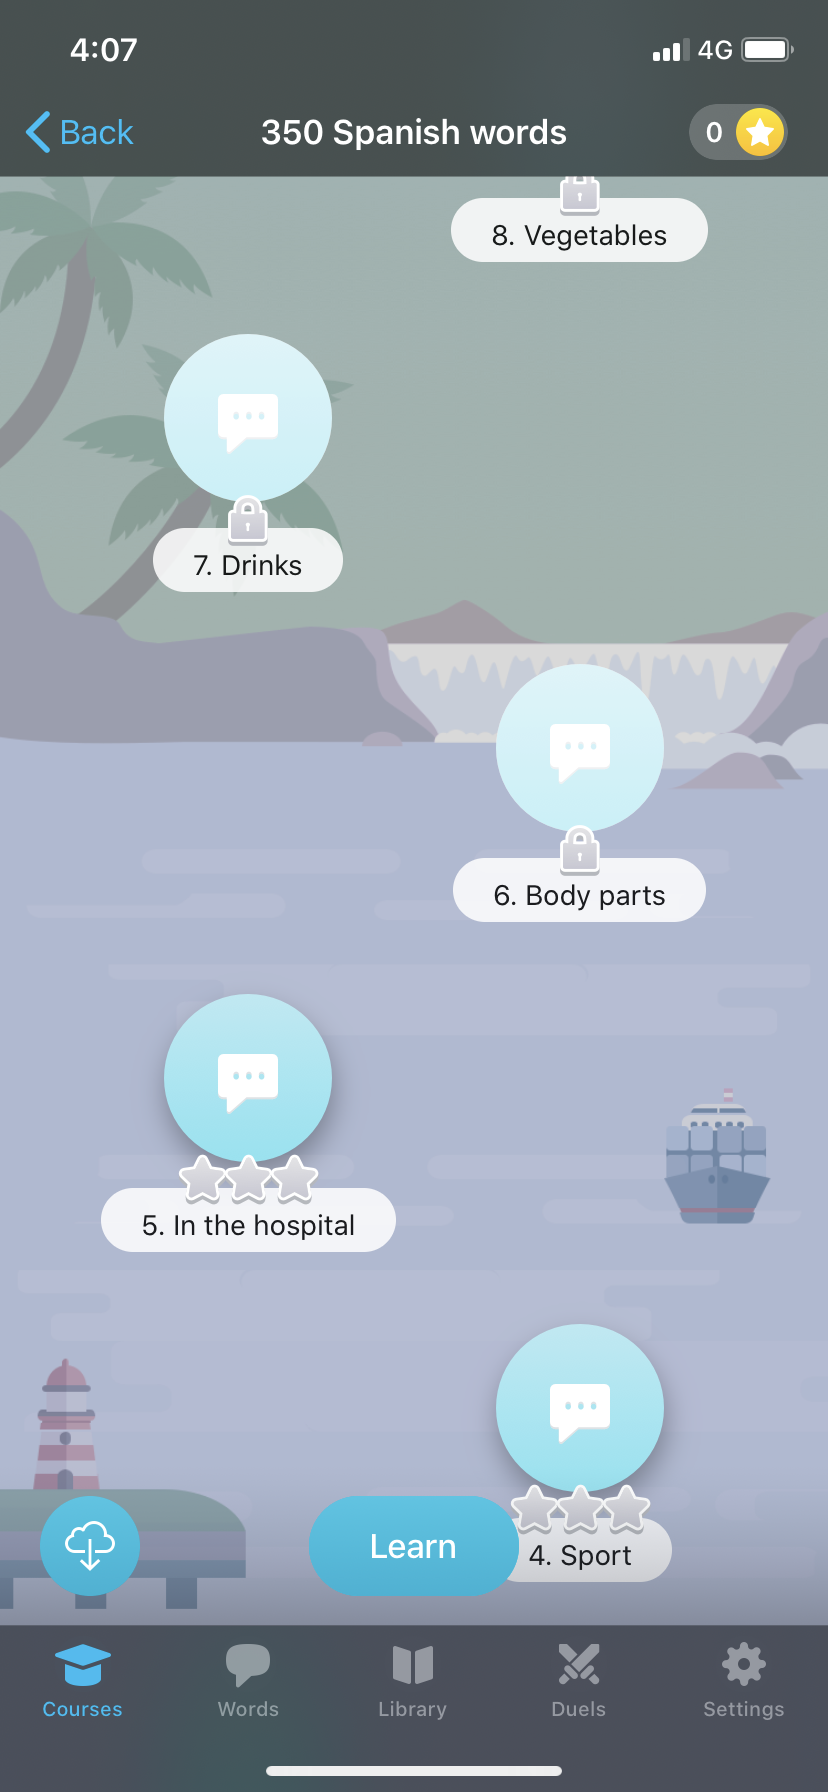 4:07
4G
Back
350 Spanish words
0
8. Vegetables
7. Drinks
6. Body parts
5. In the hospital
Learn
4. Sport
Courses
Words
Library
Duels
Settings